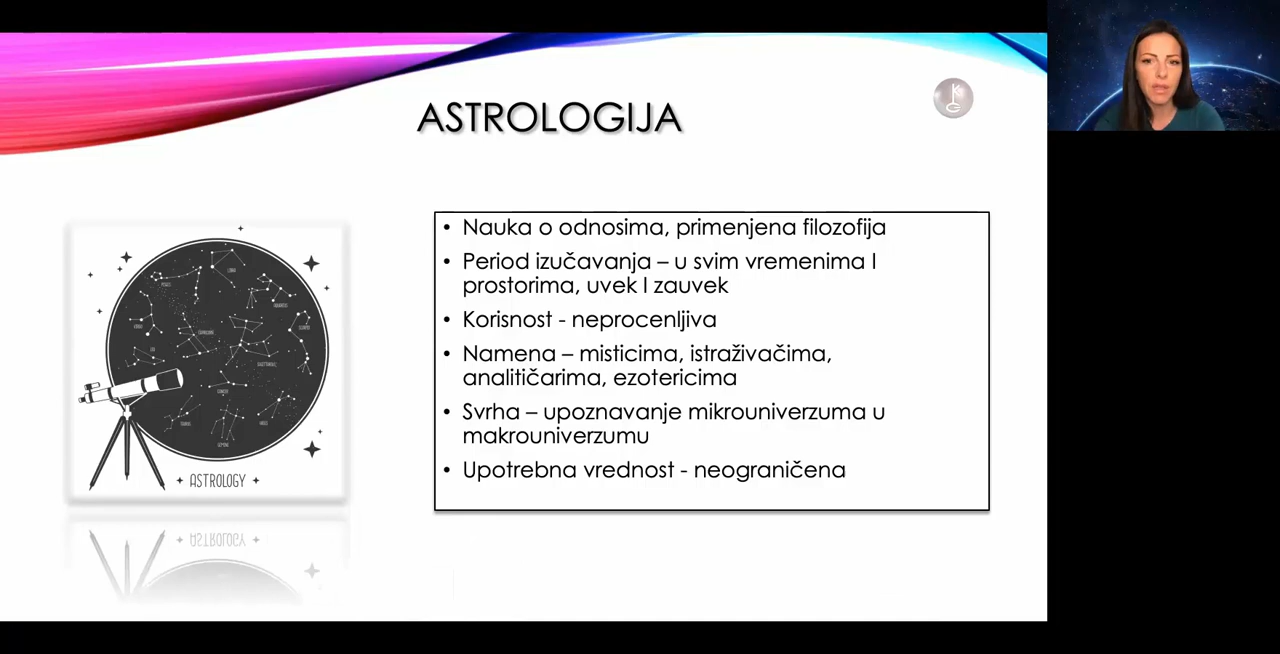 ASTROLOGIJA
K
G
• Nauka o odnosima, primenjena filozofija
• Period izučavanja – u svim vremenima I
prostorima, uvek I zauvek
• Korisnost - neprocenljiva
• Namena – misticima, istraživačima,
analitičarima, ezotericima
• Svrha – upoznavanje mikrouniverzuma u
makrouniverzumu
• Upotrebna vrednost - neograničena
LIBRA
ASTROLOGY